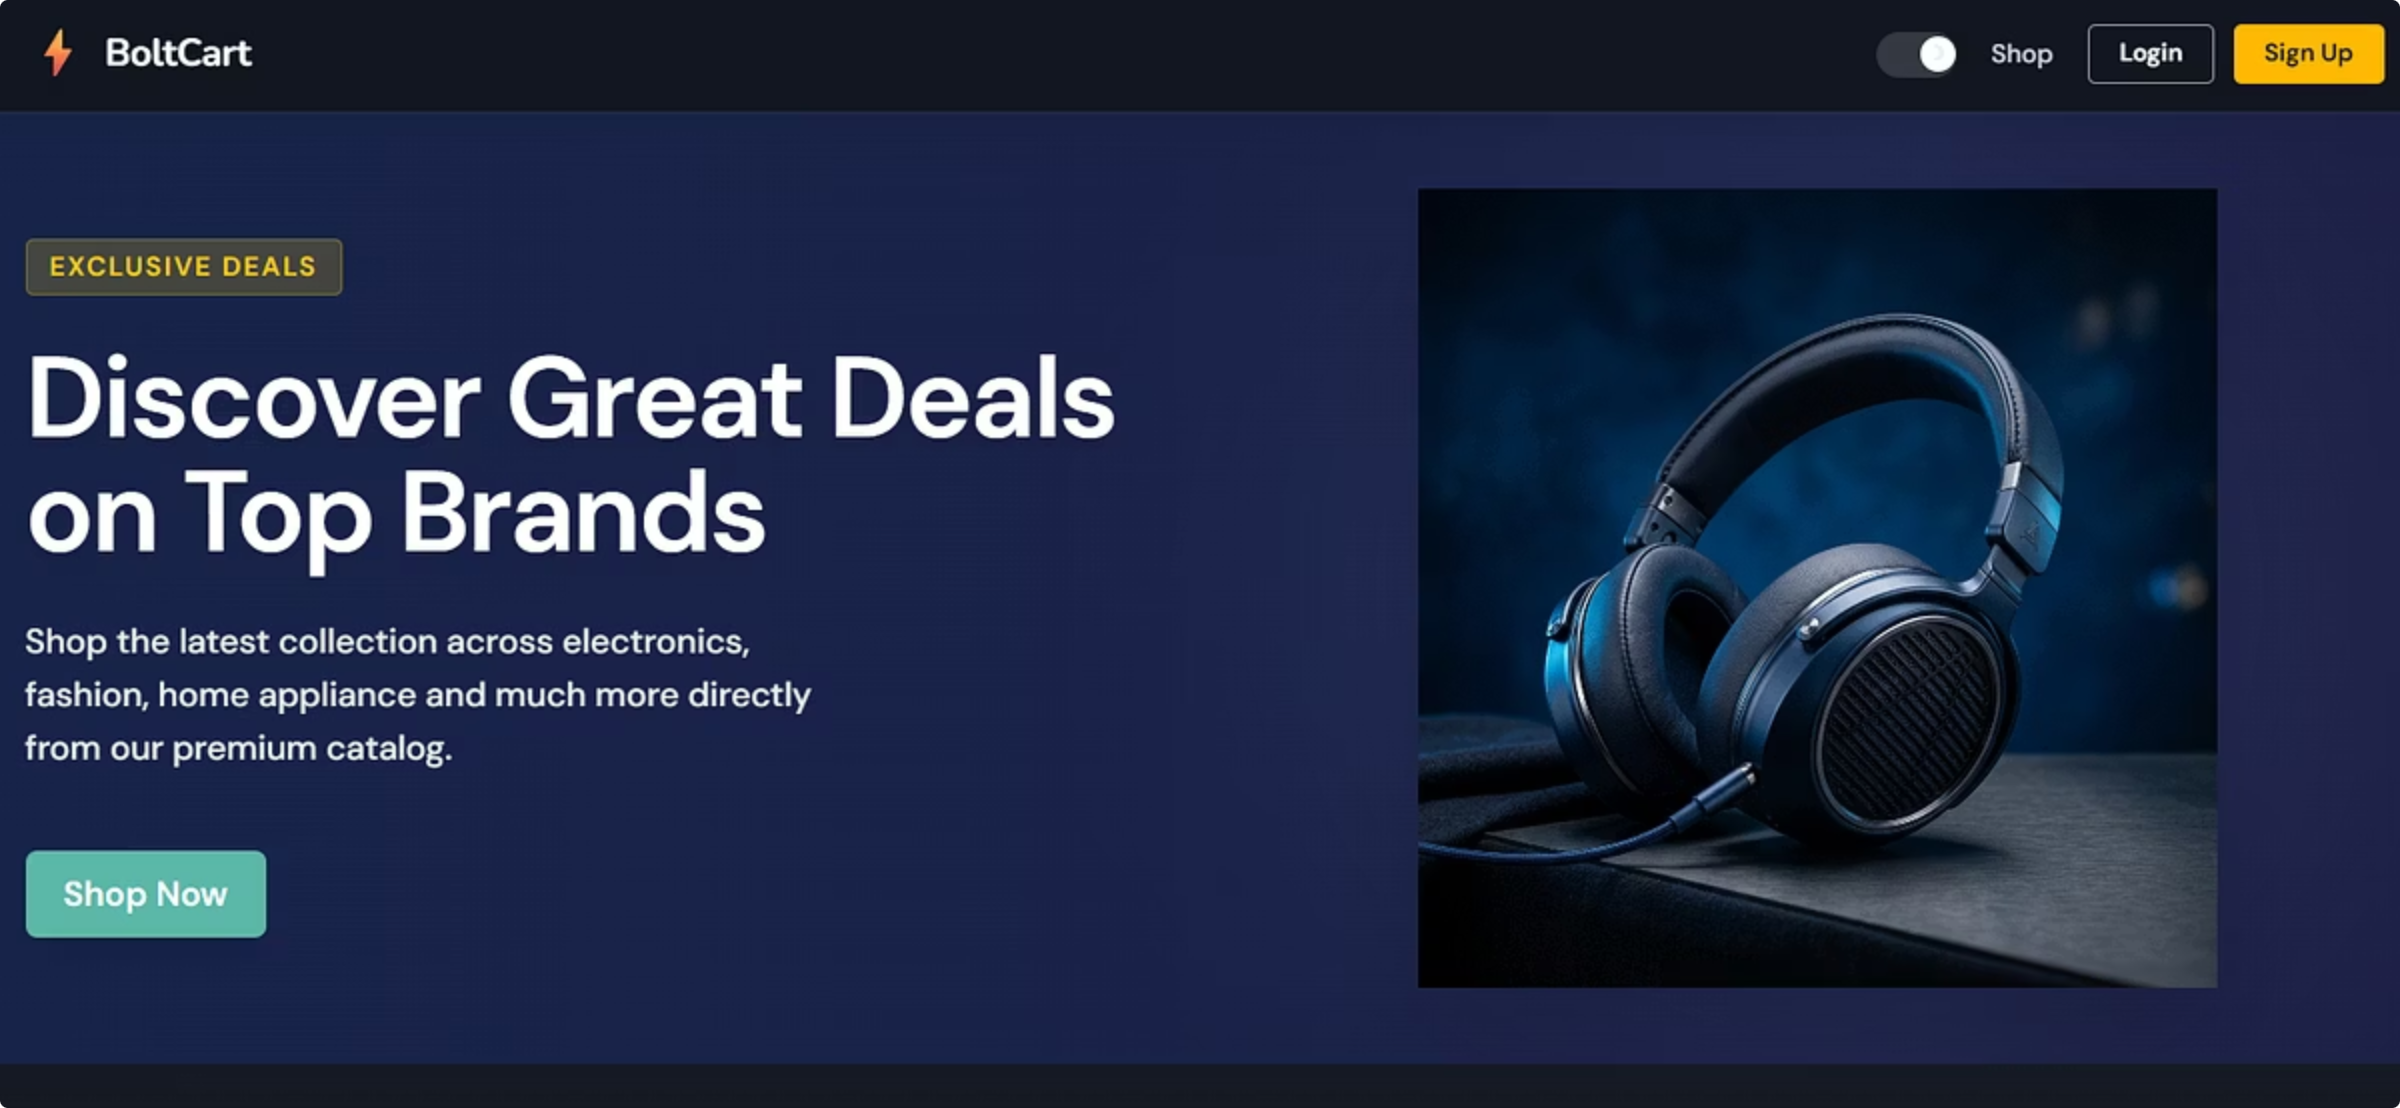 BoltCart
Shop
Login
Sign Up
EXCLUSIVE DEALS
Discover Great Deals
on Top Brands
Shop the latest collection across electronics,
fashion, home appliance and much more directly
from our premium catalog.
Shop Now